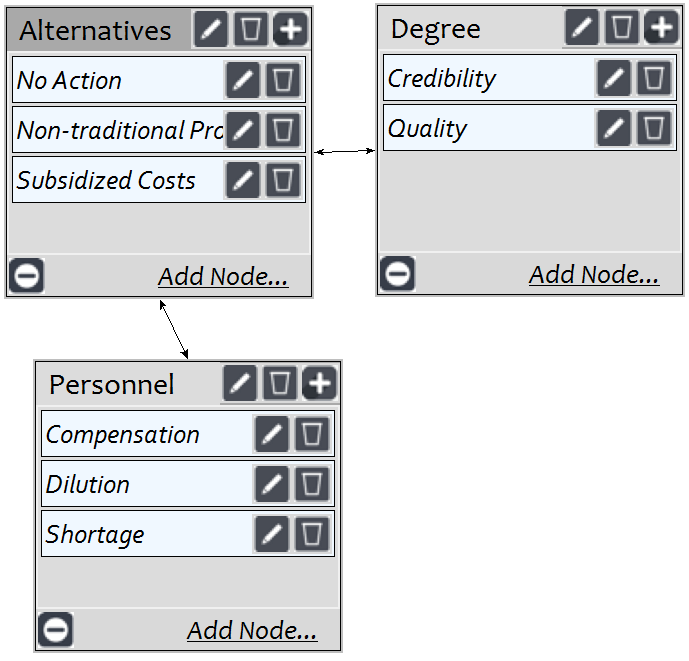 Alternatives
No Action
Non-traditional Pro
Subsidized Costs
Add Node...
Degree
Credibility
Quality
Add Node...
Personnel
Compensation
Dilution
Shortage
Add Node...